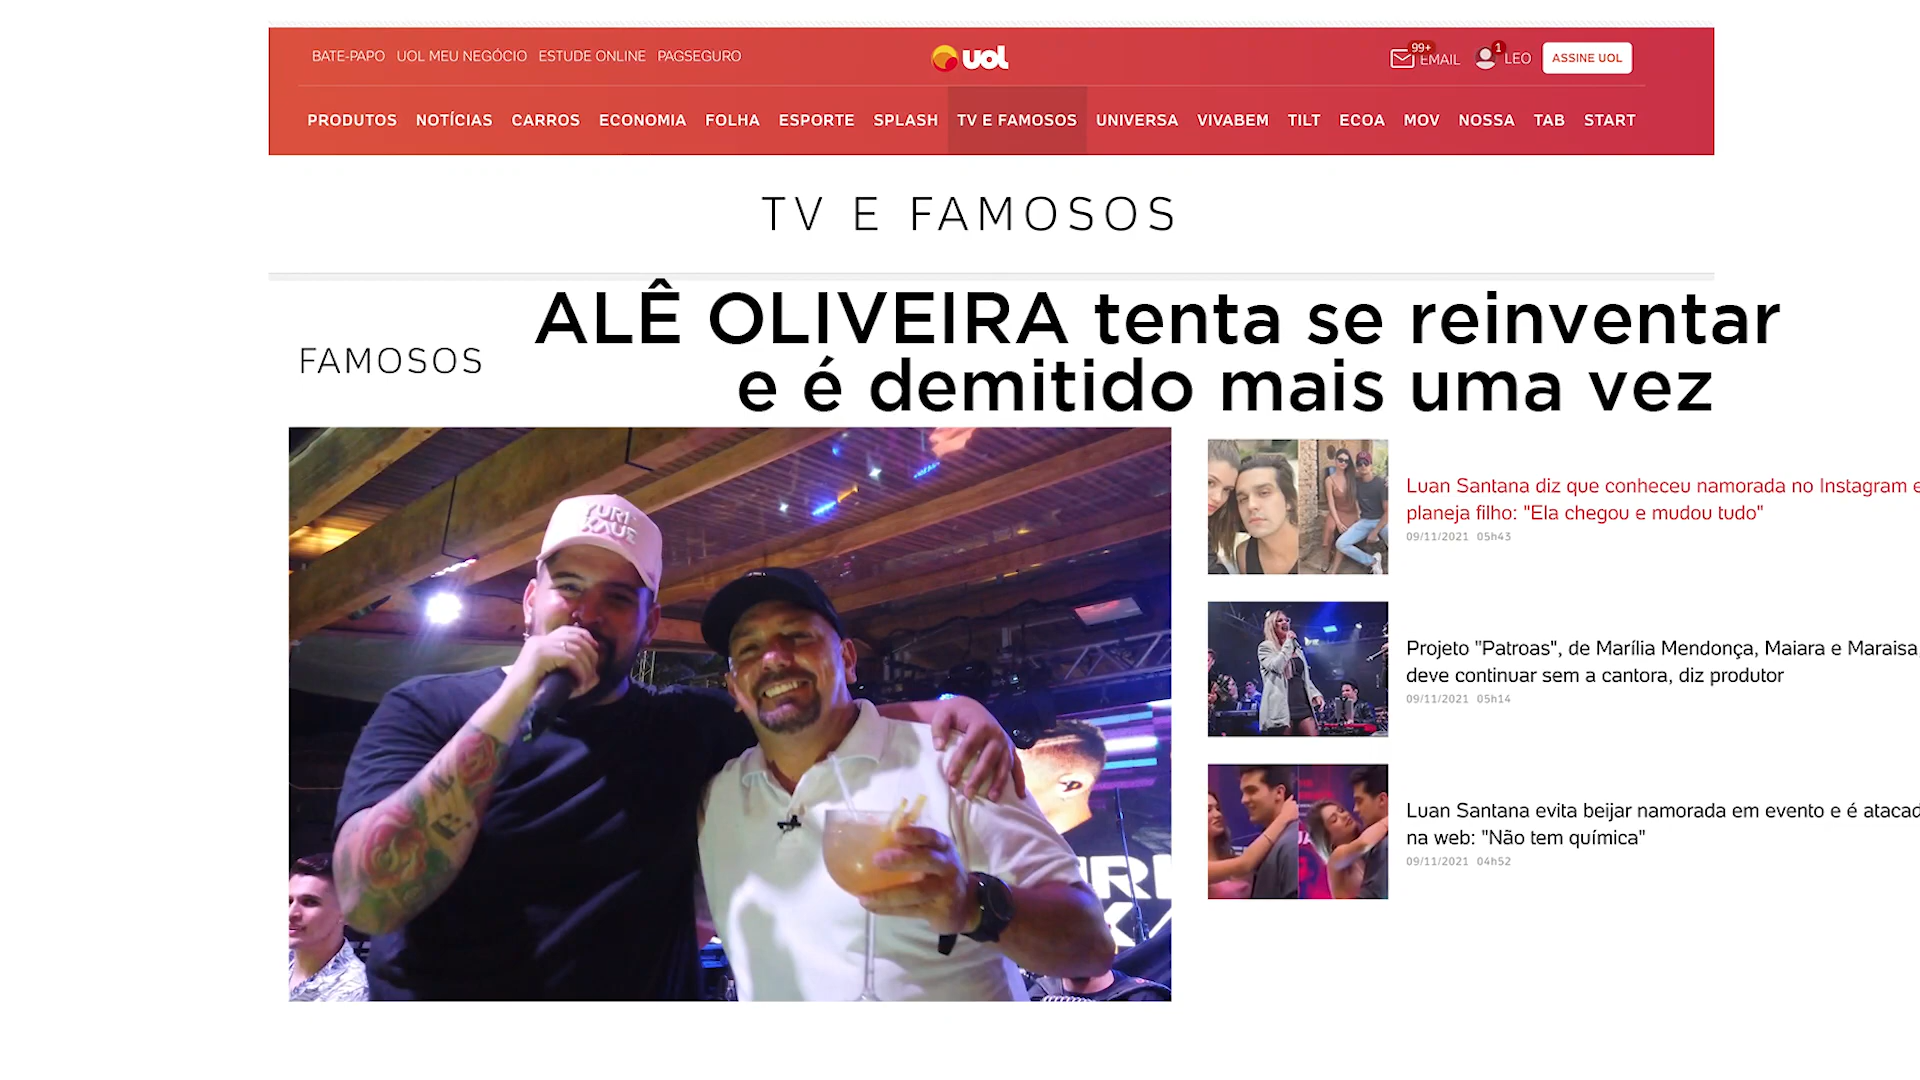 BATE-PAPO UOL MEU NEGÓCIO ESTUDE ONLINE PAGSEGURO
uol
99+ EMAIL 1 LEO ASSINE UOL
PRODUTOS NOTÍCIAS CARROS ECONOMIA FOLHA ESPORTE SPLASH TV E FAMOSOS UNIVERSA VIVABEM TILT ECOA MOV NOSSA TAB START
TV E FAMOSOS
FAMOSOS
ALÊ OLIVEIRA tenta se reinventar
e é demitido mais uma vez
YURI
KAUE
Luan Santana diz que conheceu namorada no Instagram e
planeja filho: "Ela chegou e mudou tudo"
09/11/2021 05h43
Projeto "Patroas", de Marília Mendonça, Maiara e Maraisa,
deve continuar sem a cantora, diz produtor
09/11/2021 05h14
Luan Santana evita beijar namorada em evento e é atacad
na web: "Não tem química"
09/11/2021 04h52